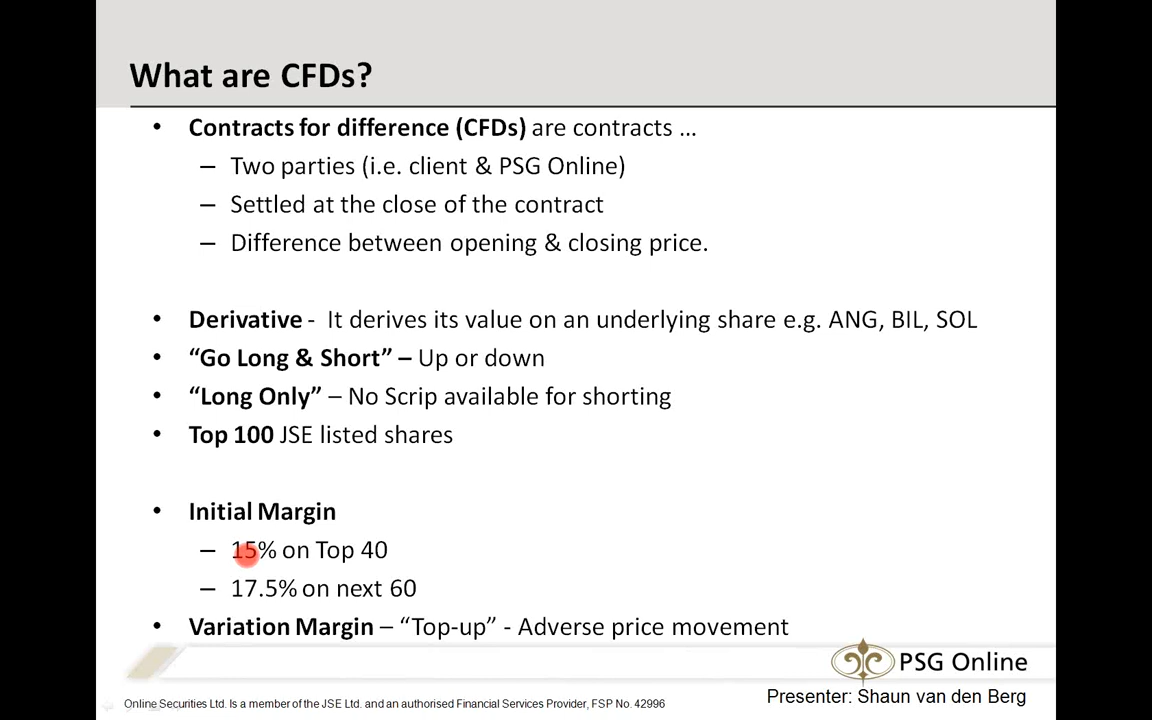 What are CFDs?
• Contracts for difference (CFDs) are contracts ...
– Two parties (i.e. client & PSG Online)
– Settled at the close of the contract
– Difference between opening & closing price.
• Derivative - It derives its value on an underlying share e.g. ANG, BIL, SOL
• “Go Long & Short” – Up or down
• “Long Only” – No Scrip available for shorting
• Top 100 JSE listed shares
• Initial Margin
– 15% on Top 40
– 17.5% on next 60
• Variation Margin – “Top-up” - Adverse price movement
PSG Online
Presenter: Shaun van den Berg
Online Securities Ltd. Is a member of the JSE Ltd. and an authorised Financial Services Provider, FSP No. 42996